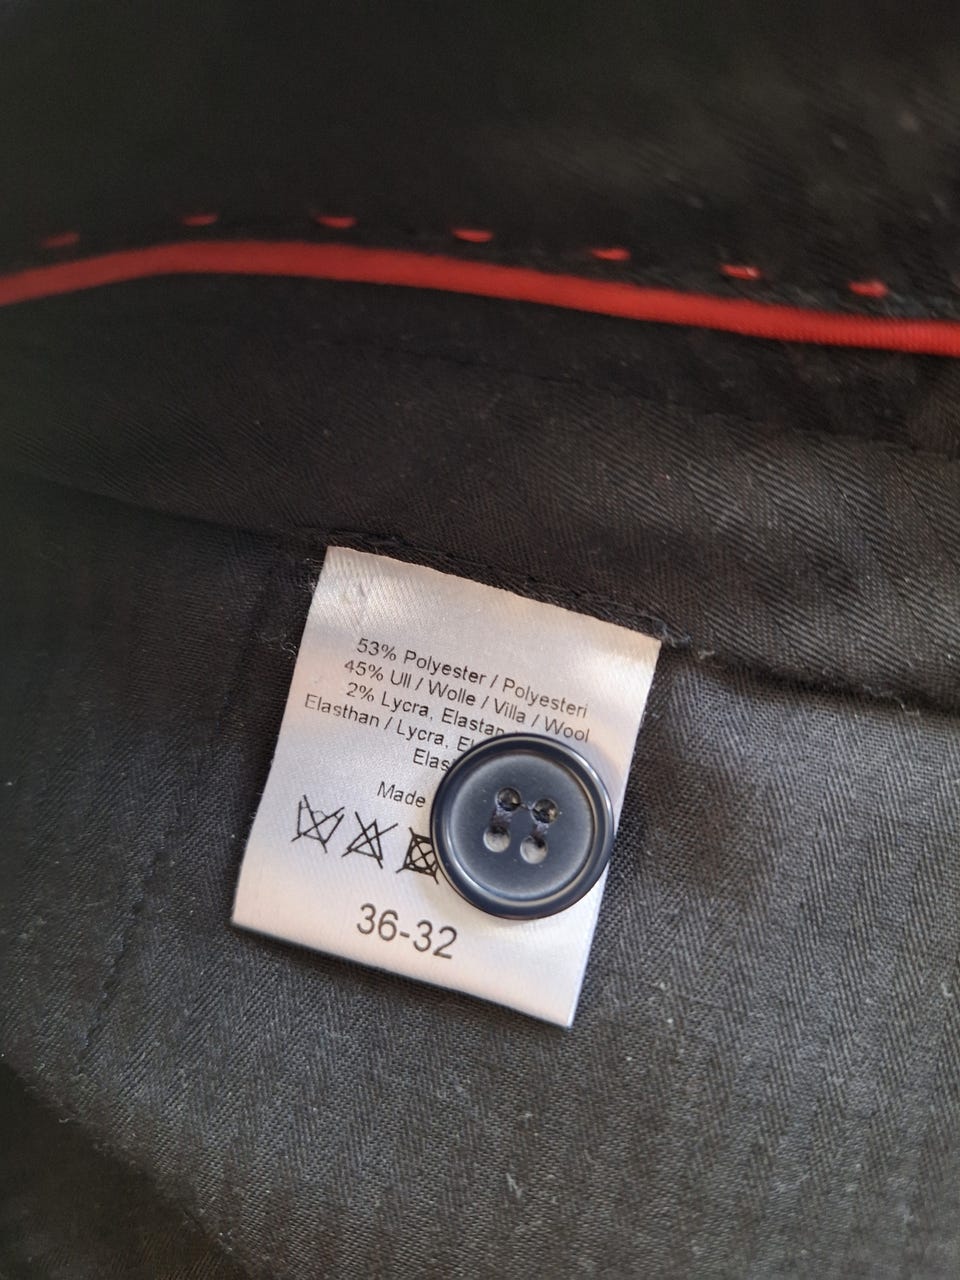 53% Polyester / Polyesteri
45% Ull / Wolle / Villa / Wool
2% Lycra, Elastan
Elasthan / Lycra,
Made
36-32